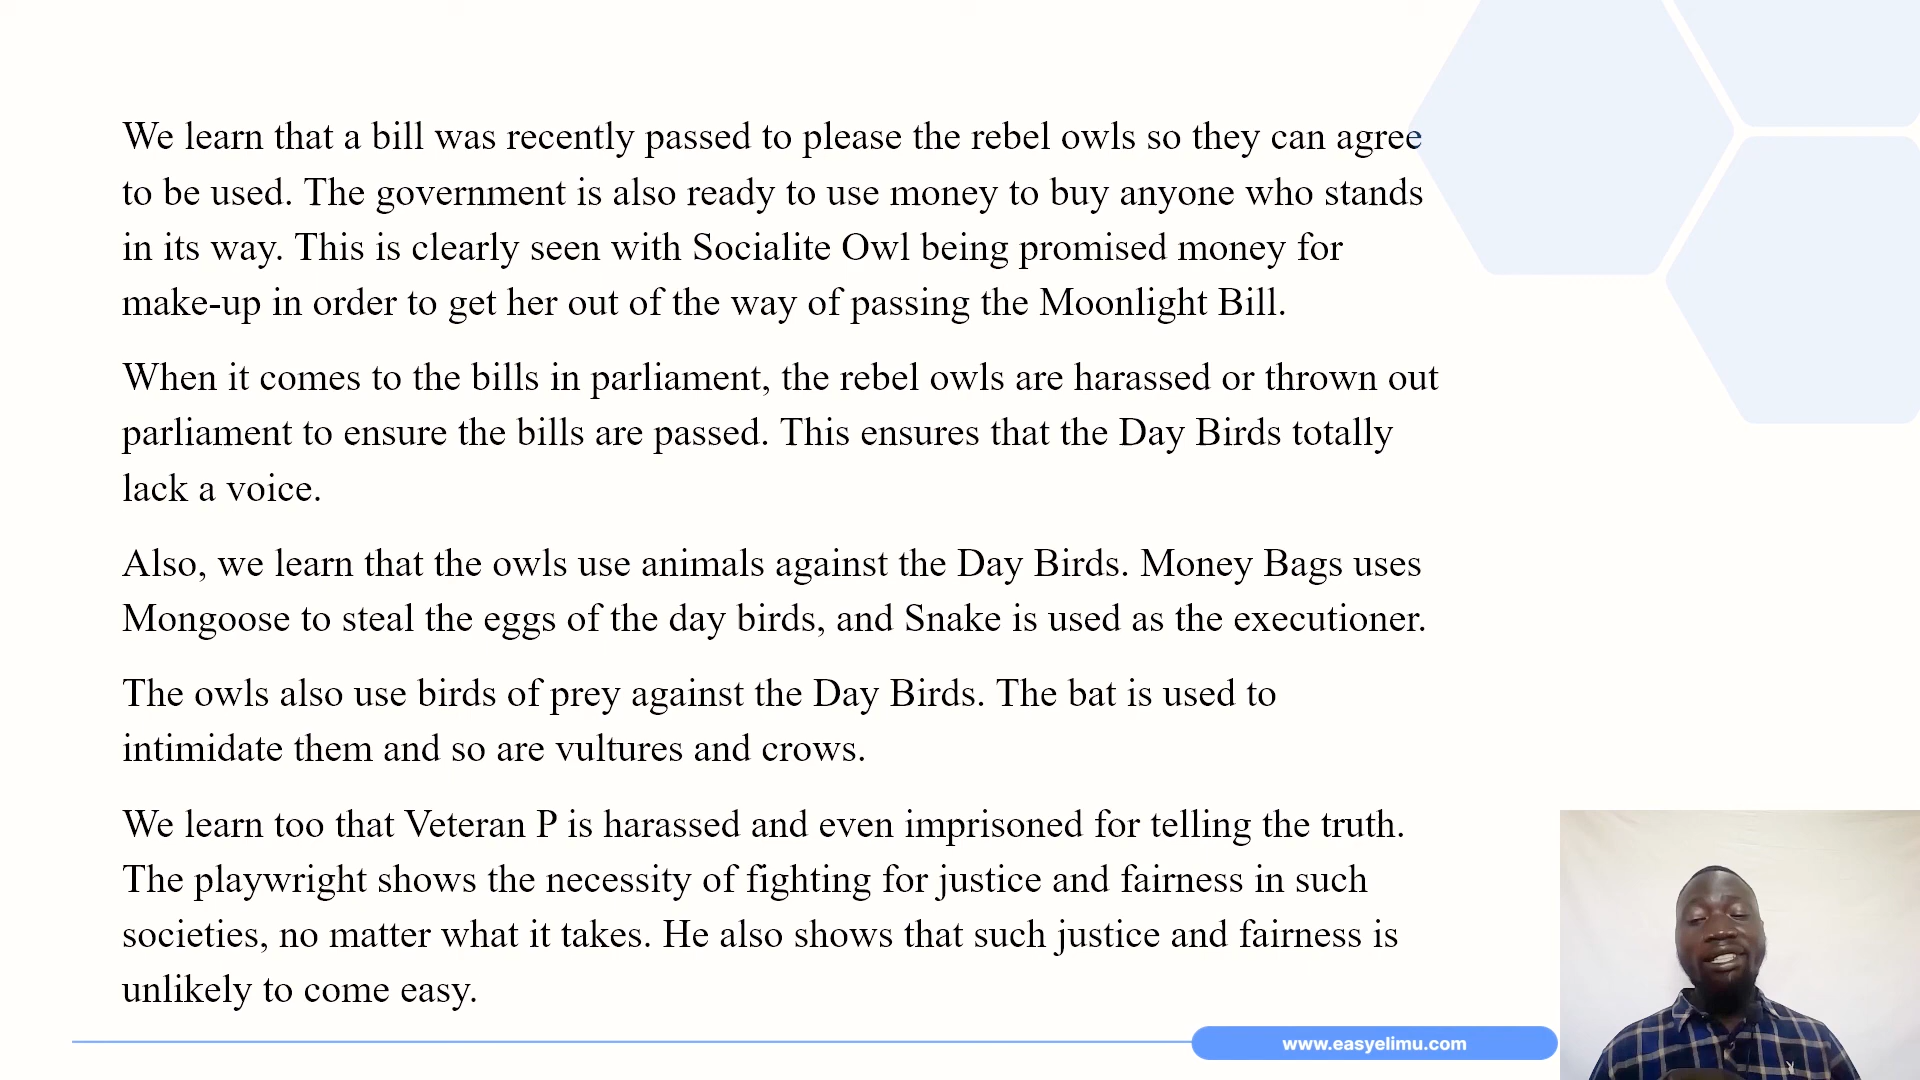 We learn that a bill was recently passed to please the rebel owls so they can agree
to be used. The government is also ready to use money to buy anyone who stands
in its way. This is clearly seen with Socialite Owl being promised money for
make-up in order to get her out of the way of passing the Moonlight Bill.
When it comes to the bills in parliament, the rebel owls are harassed or thrown out
parliament to ensure the bills are passed. This ensures that the Day Birds totally
lack a voice.
Also, we learn that the owls use animals against the Day Birds. Money Bags uses
Mongoose to steal the eggs of the day birds, and Snake is used as the executioner.
The owls also use birds of prey against the Day Birds. The bat is used to
intimidate them and so are vultures and crows.
We learn too that Veteran P is harassed and even imprisoned for telling the truth.
The playwright shows the necessity of fighting for justice and fairness in such
societies, no matter what it takes. He also shows that such justice and fairness is
unlikely to come easy.
www.easyelimu.com